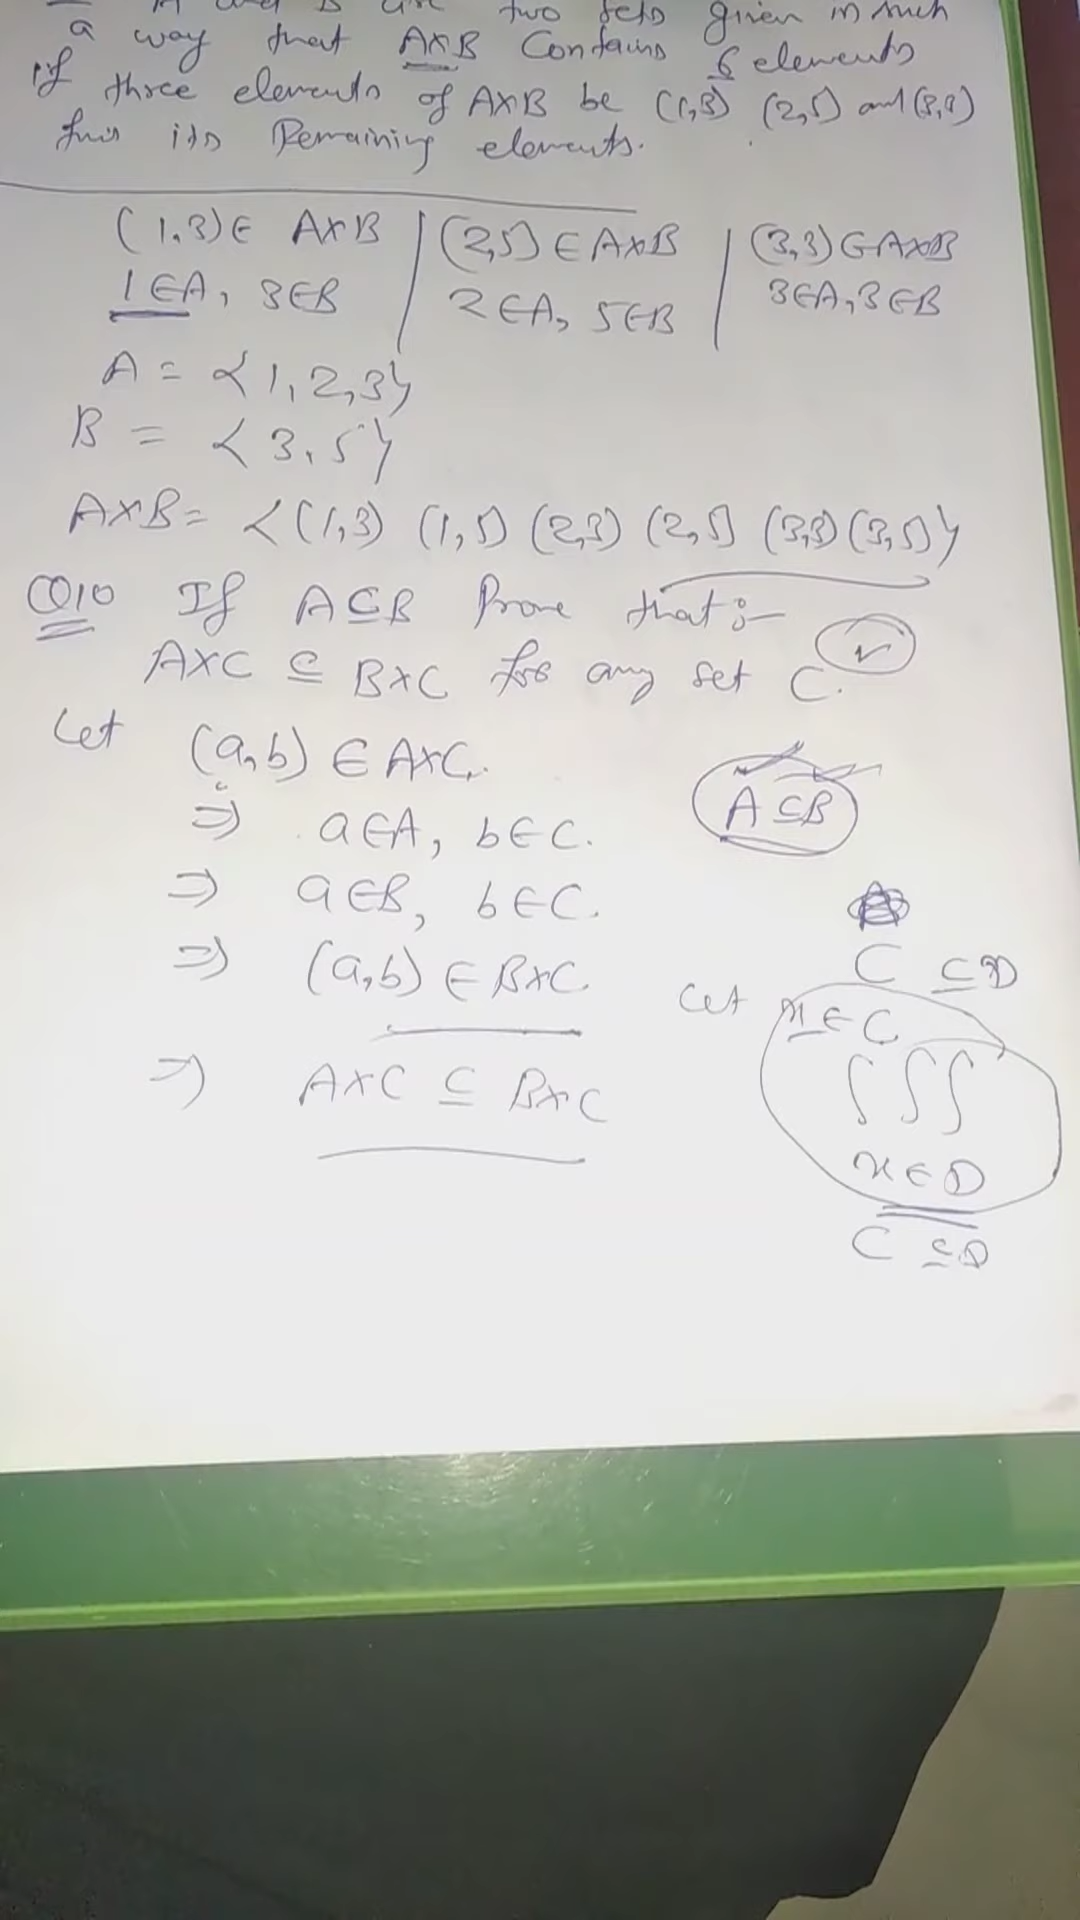 A and B are two sets given in such
a way that AXB Contains 6 elements
if three elements of AXB be (1,3) (2,5) and (3,3)
its Remaining elements.
(1,3) ∈ AXB | (2,5) ∈ AXB | (3,3) ∈ AXB
1 ∈ A, 3 ∈ B | 2 ∈ A, 5 ∈ B | 3 ∈ A, 3 ∈ B
A = {1, 2, 3}
B = {3, 5}
AXB = {(1,3) (1,5) (2,3) (2,5) (3,3) (3,5)}
Q10 If A ⊆ B Prove that :-
AXC ⊆ BXC for any set C.
Let (a,b) ∈ AXC.
⇒ a ∈ A, b ∈ C.
⇒ a ∈ B, b ∈ C.
⇒ (a,b) ∈ BXC.
⇒ AXC ⊆ BXC
A ⊆ B
C ⊆ D
Let x ∈ C
∫ ∫ ∫
x ∈ D
C ⊆ D